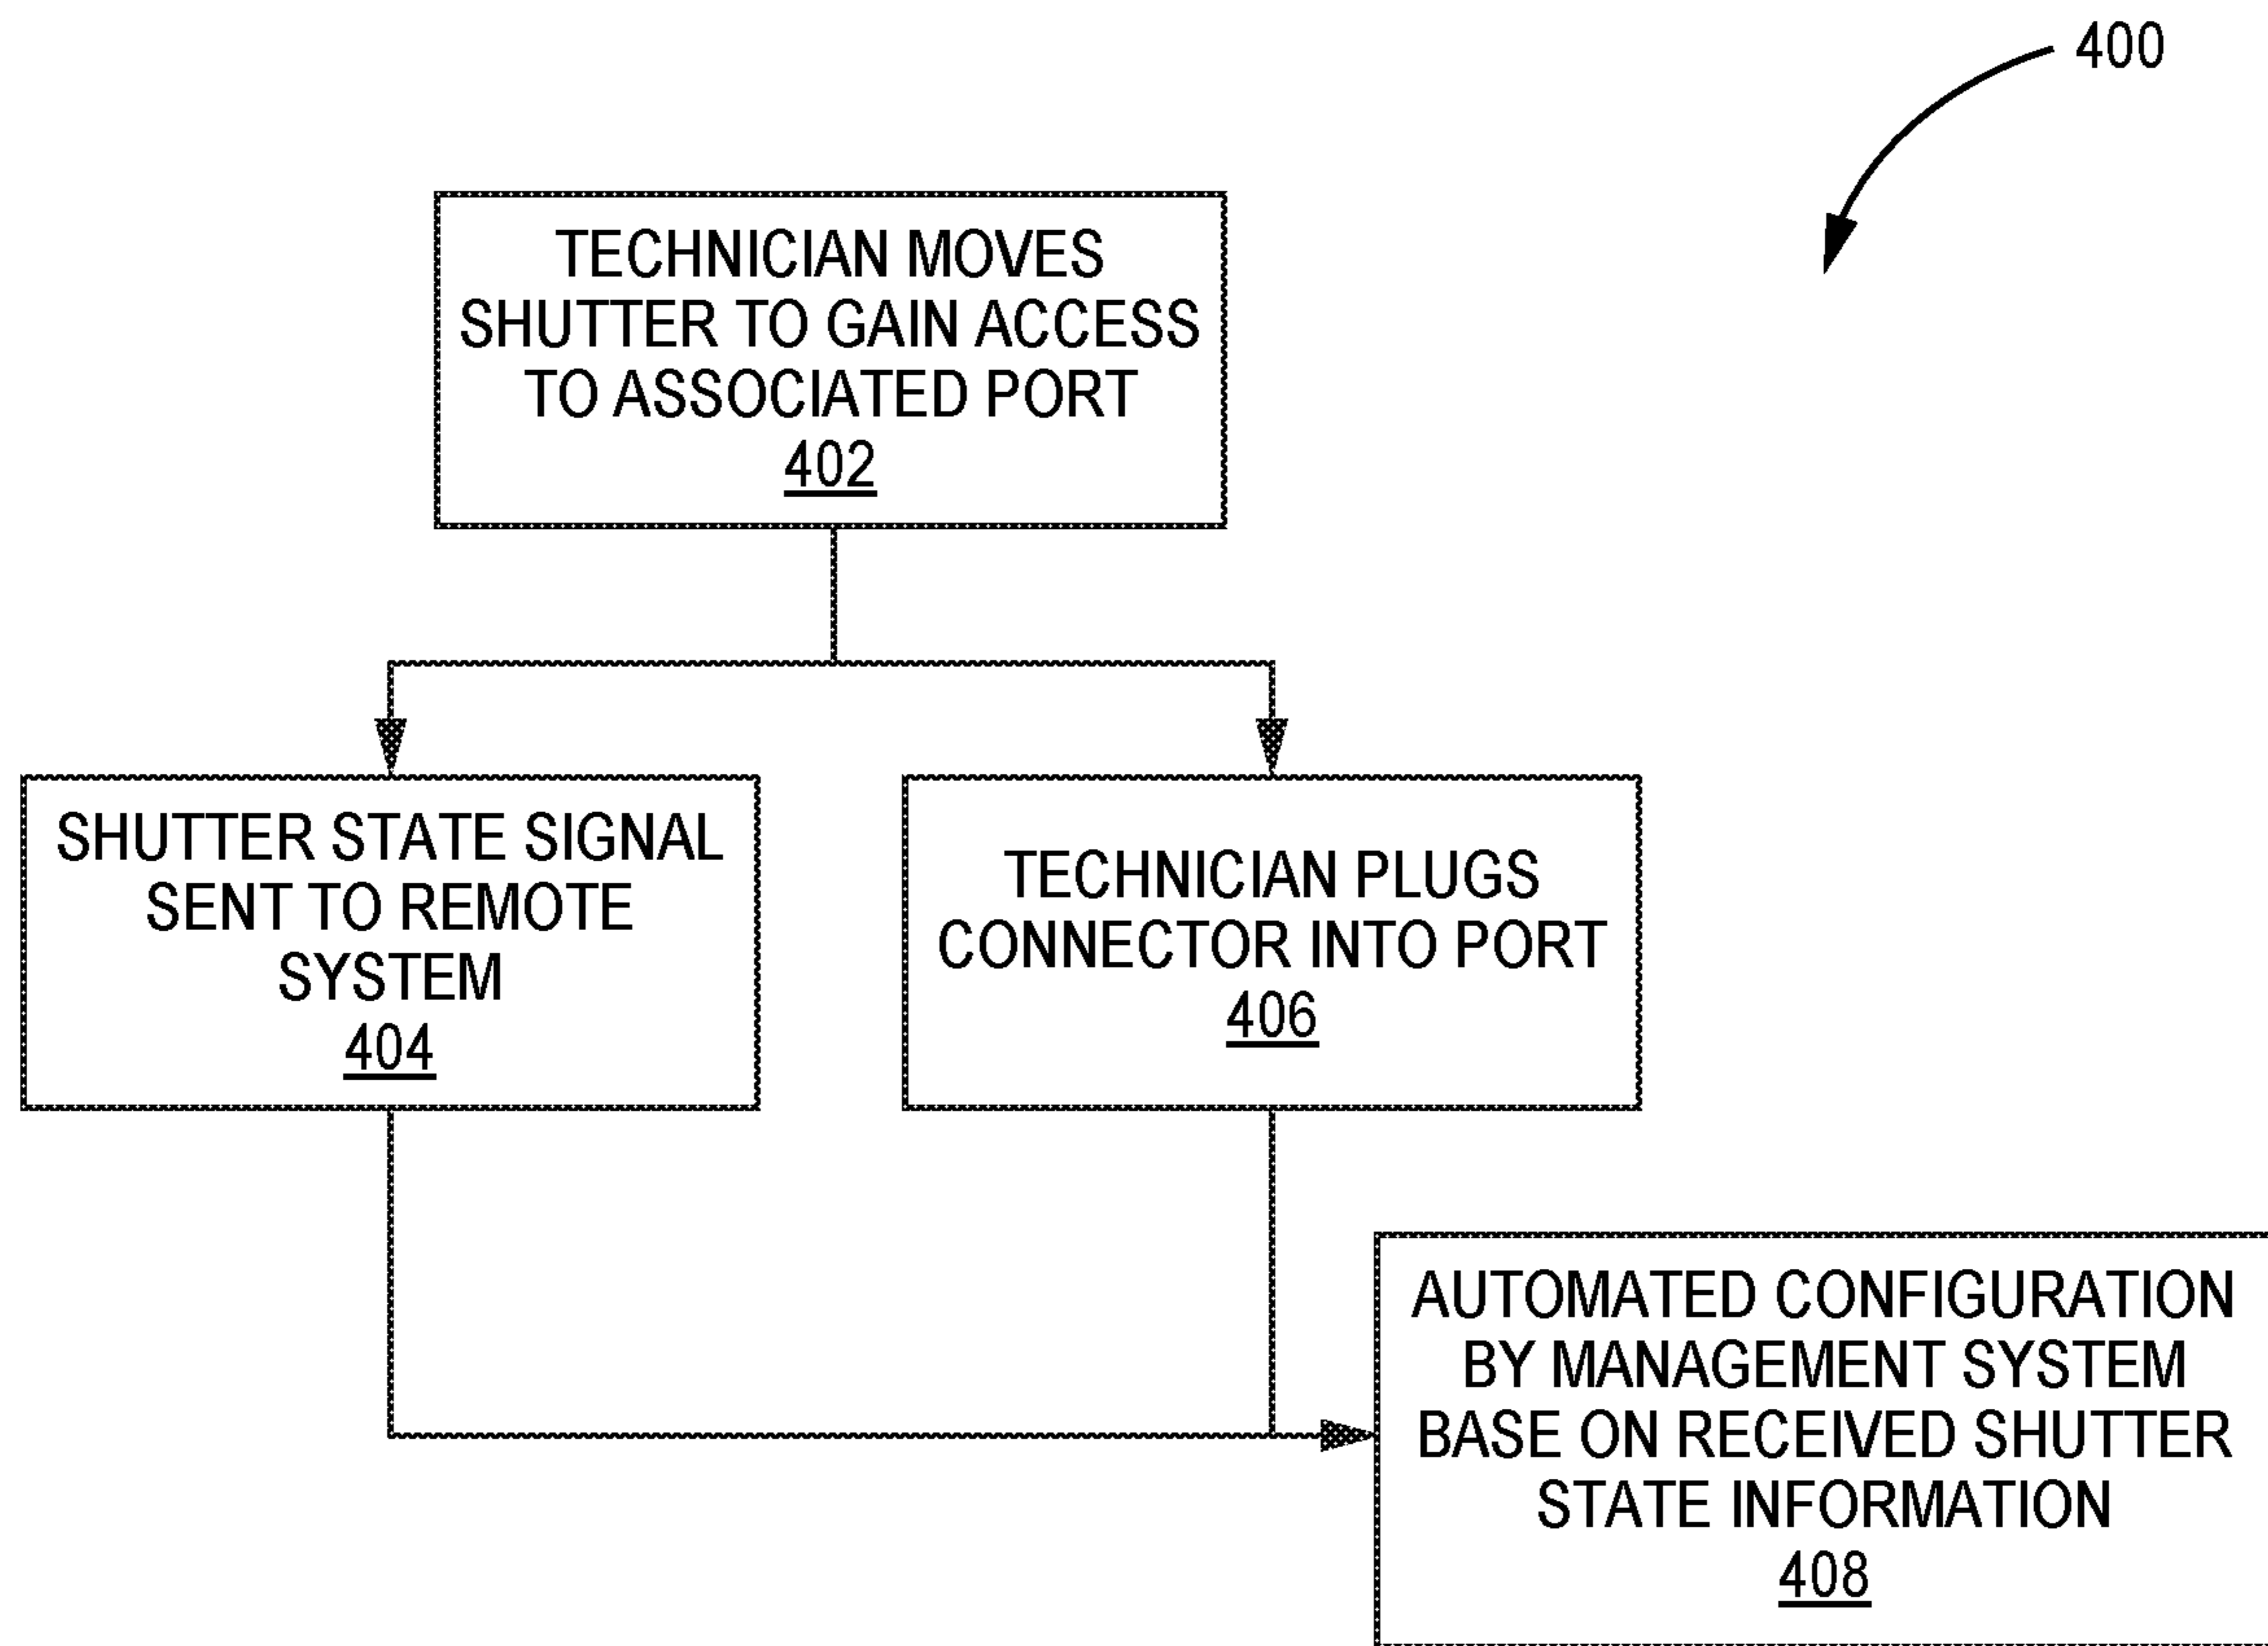 400
TECHNICIAN MOVES
SHUTTER TO GAIN ACCESS
TO ASSOCIATED PORT
402
SHUTTER STATE SIGNAL
SENT TO REMOTE
SYSTEM
404
TECHNICIAN PLUGS
CONNECTOR INTO PORT
406
AUTOMATED CONFIGURATION
BY MANAGEMENT SYSTEM
BASE ON RECEIVED SHUTTER
STATE INFORMATION
408